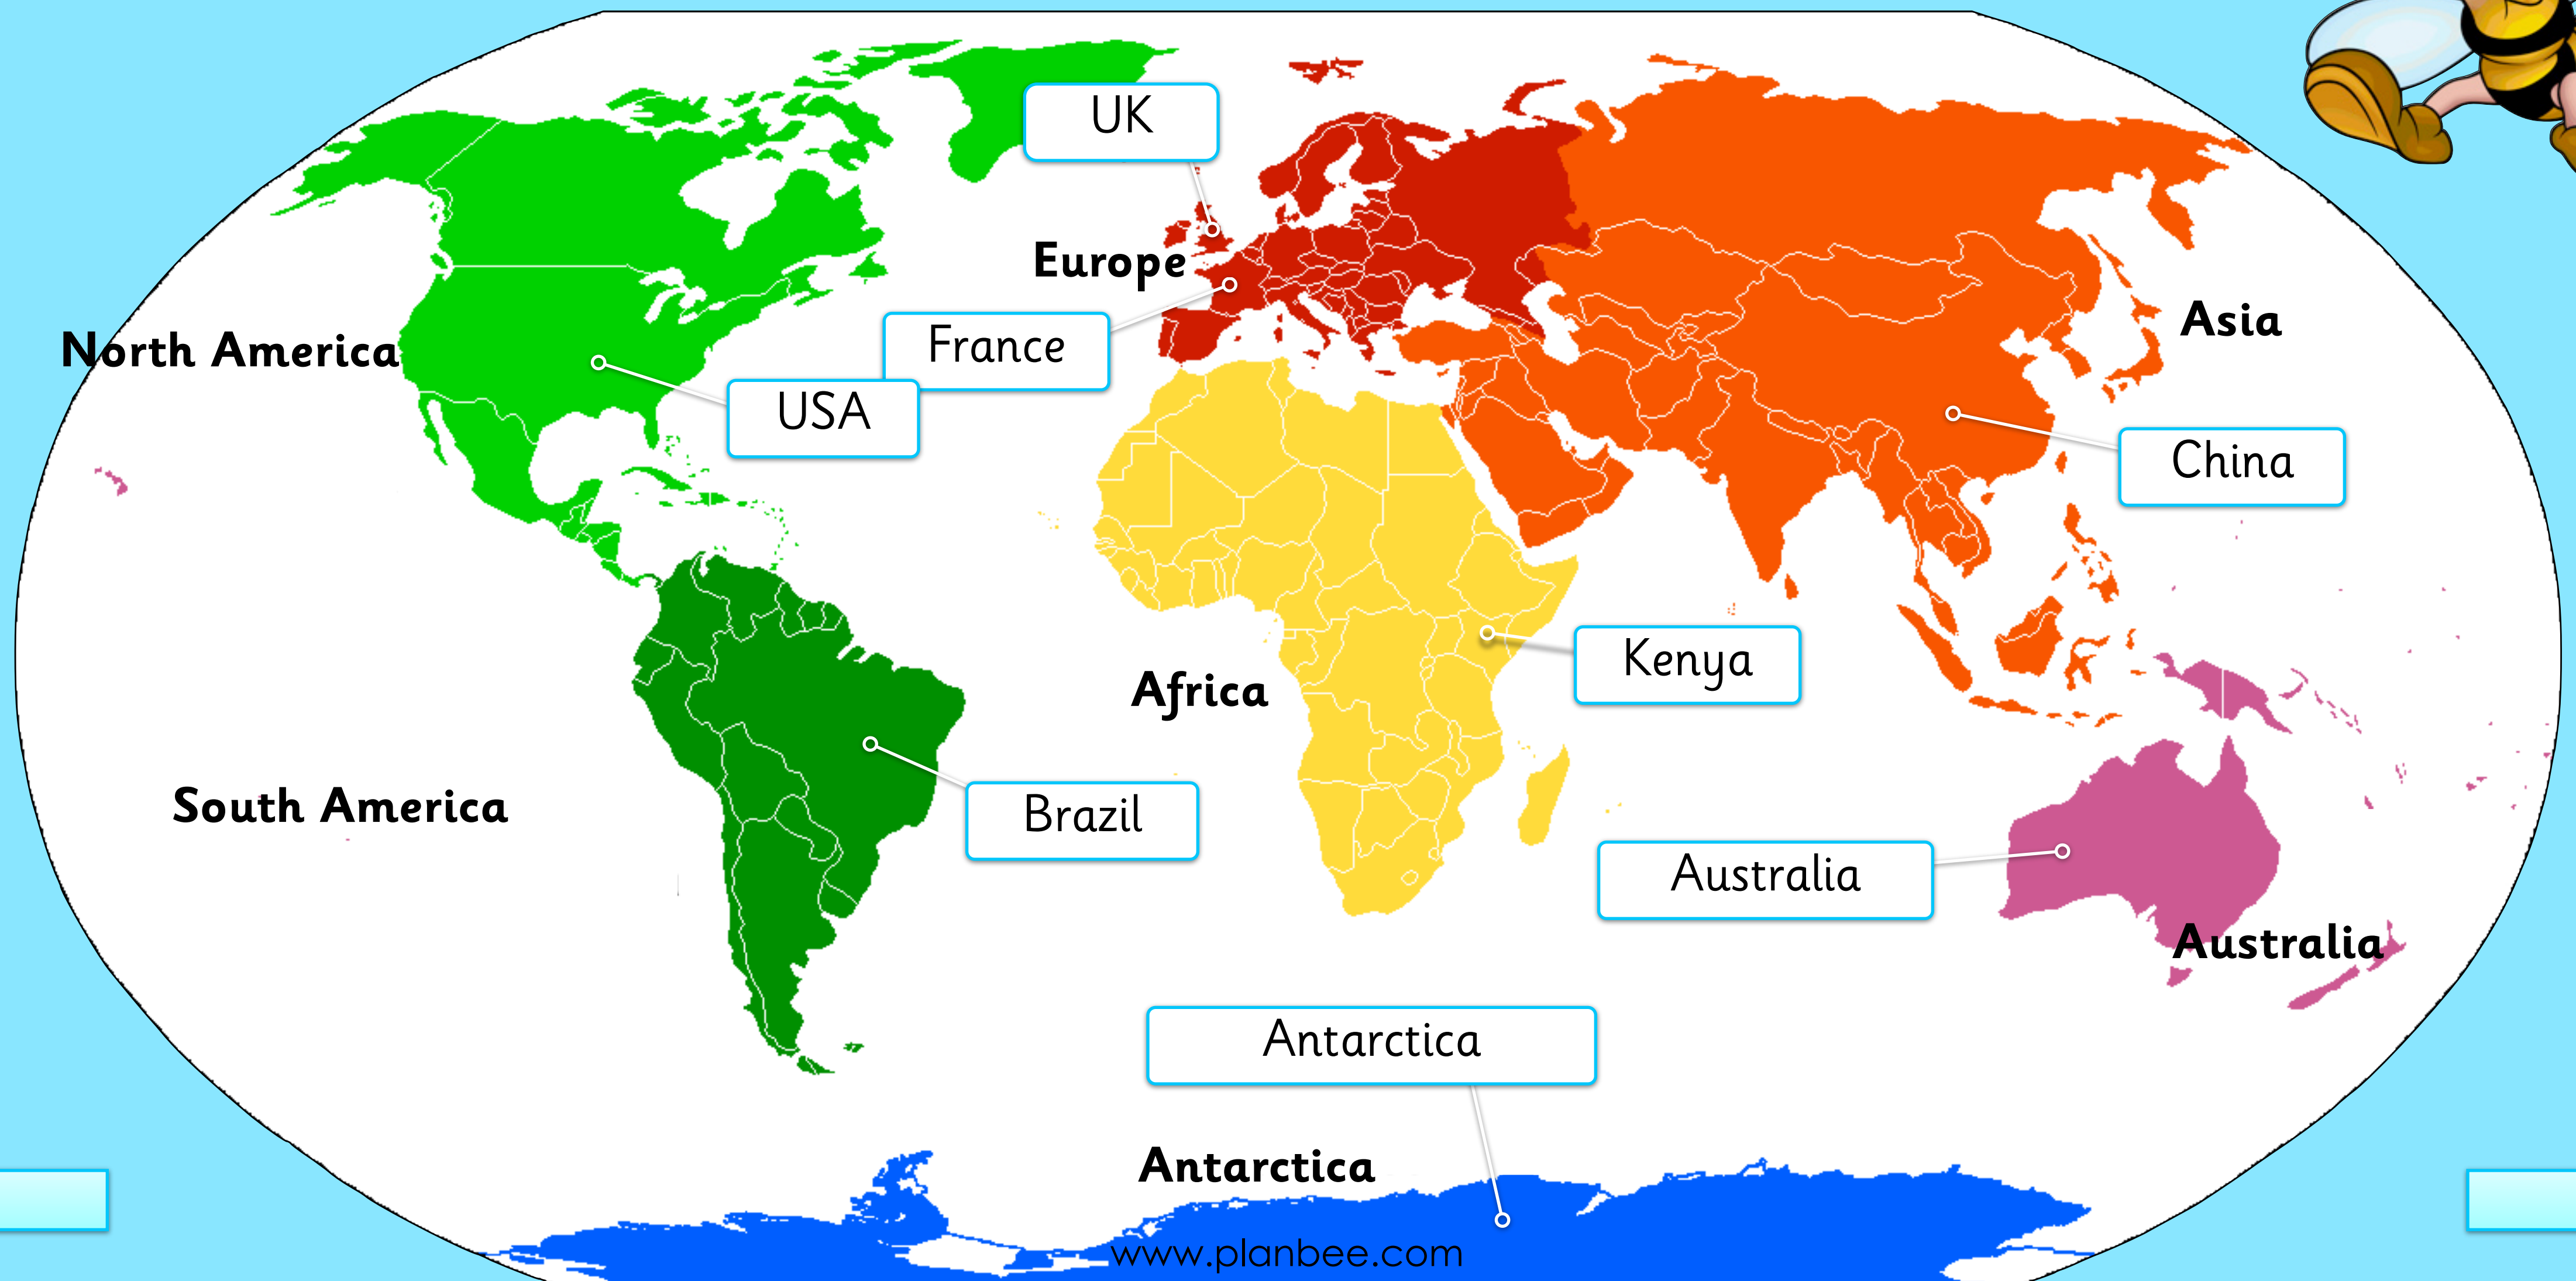 UK
Europe
Asia
North America
France
USA
China
Kenya
Africa
South America
Brazil
Australia
Australia
Antarctica
Antarctica
www.planbee.com